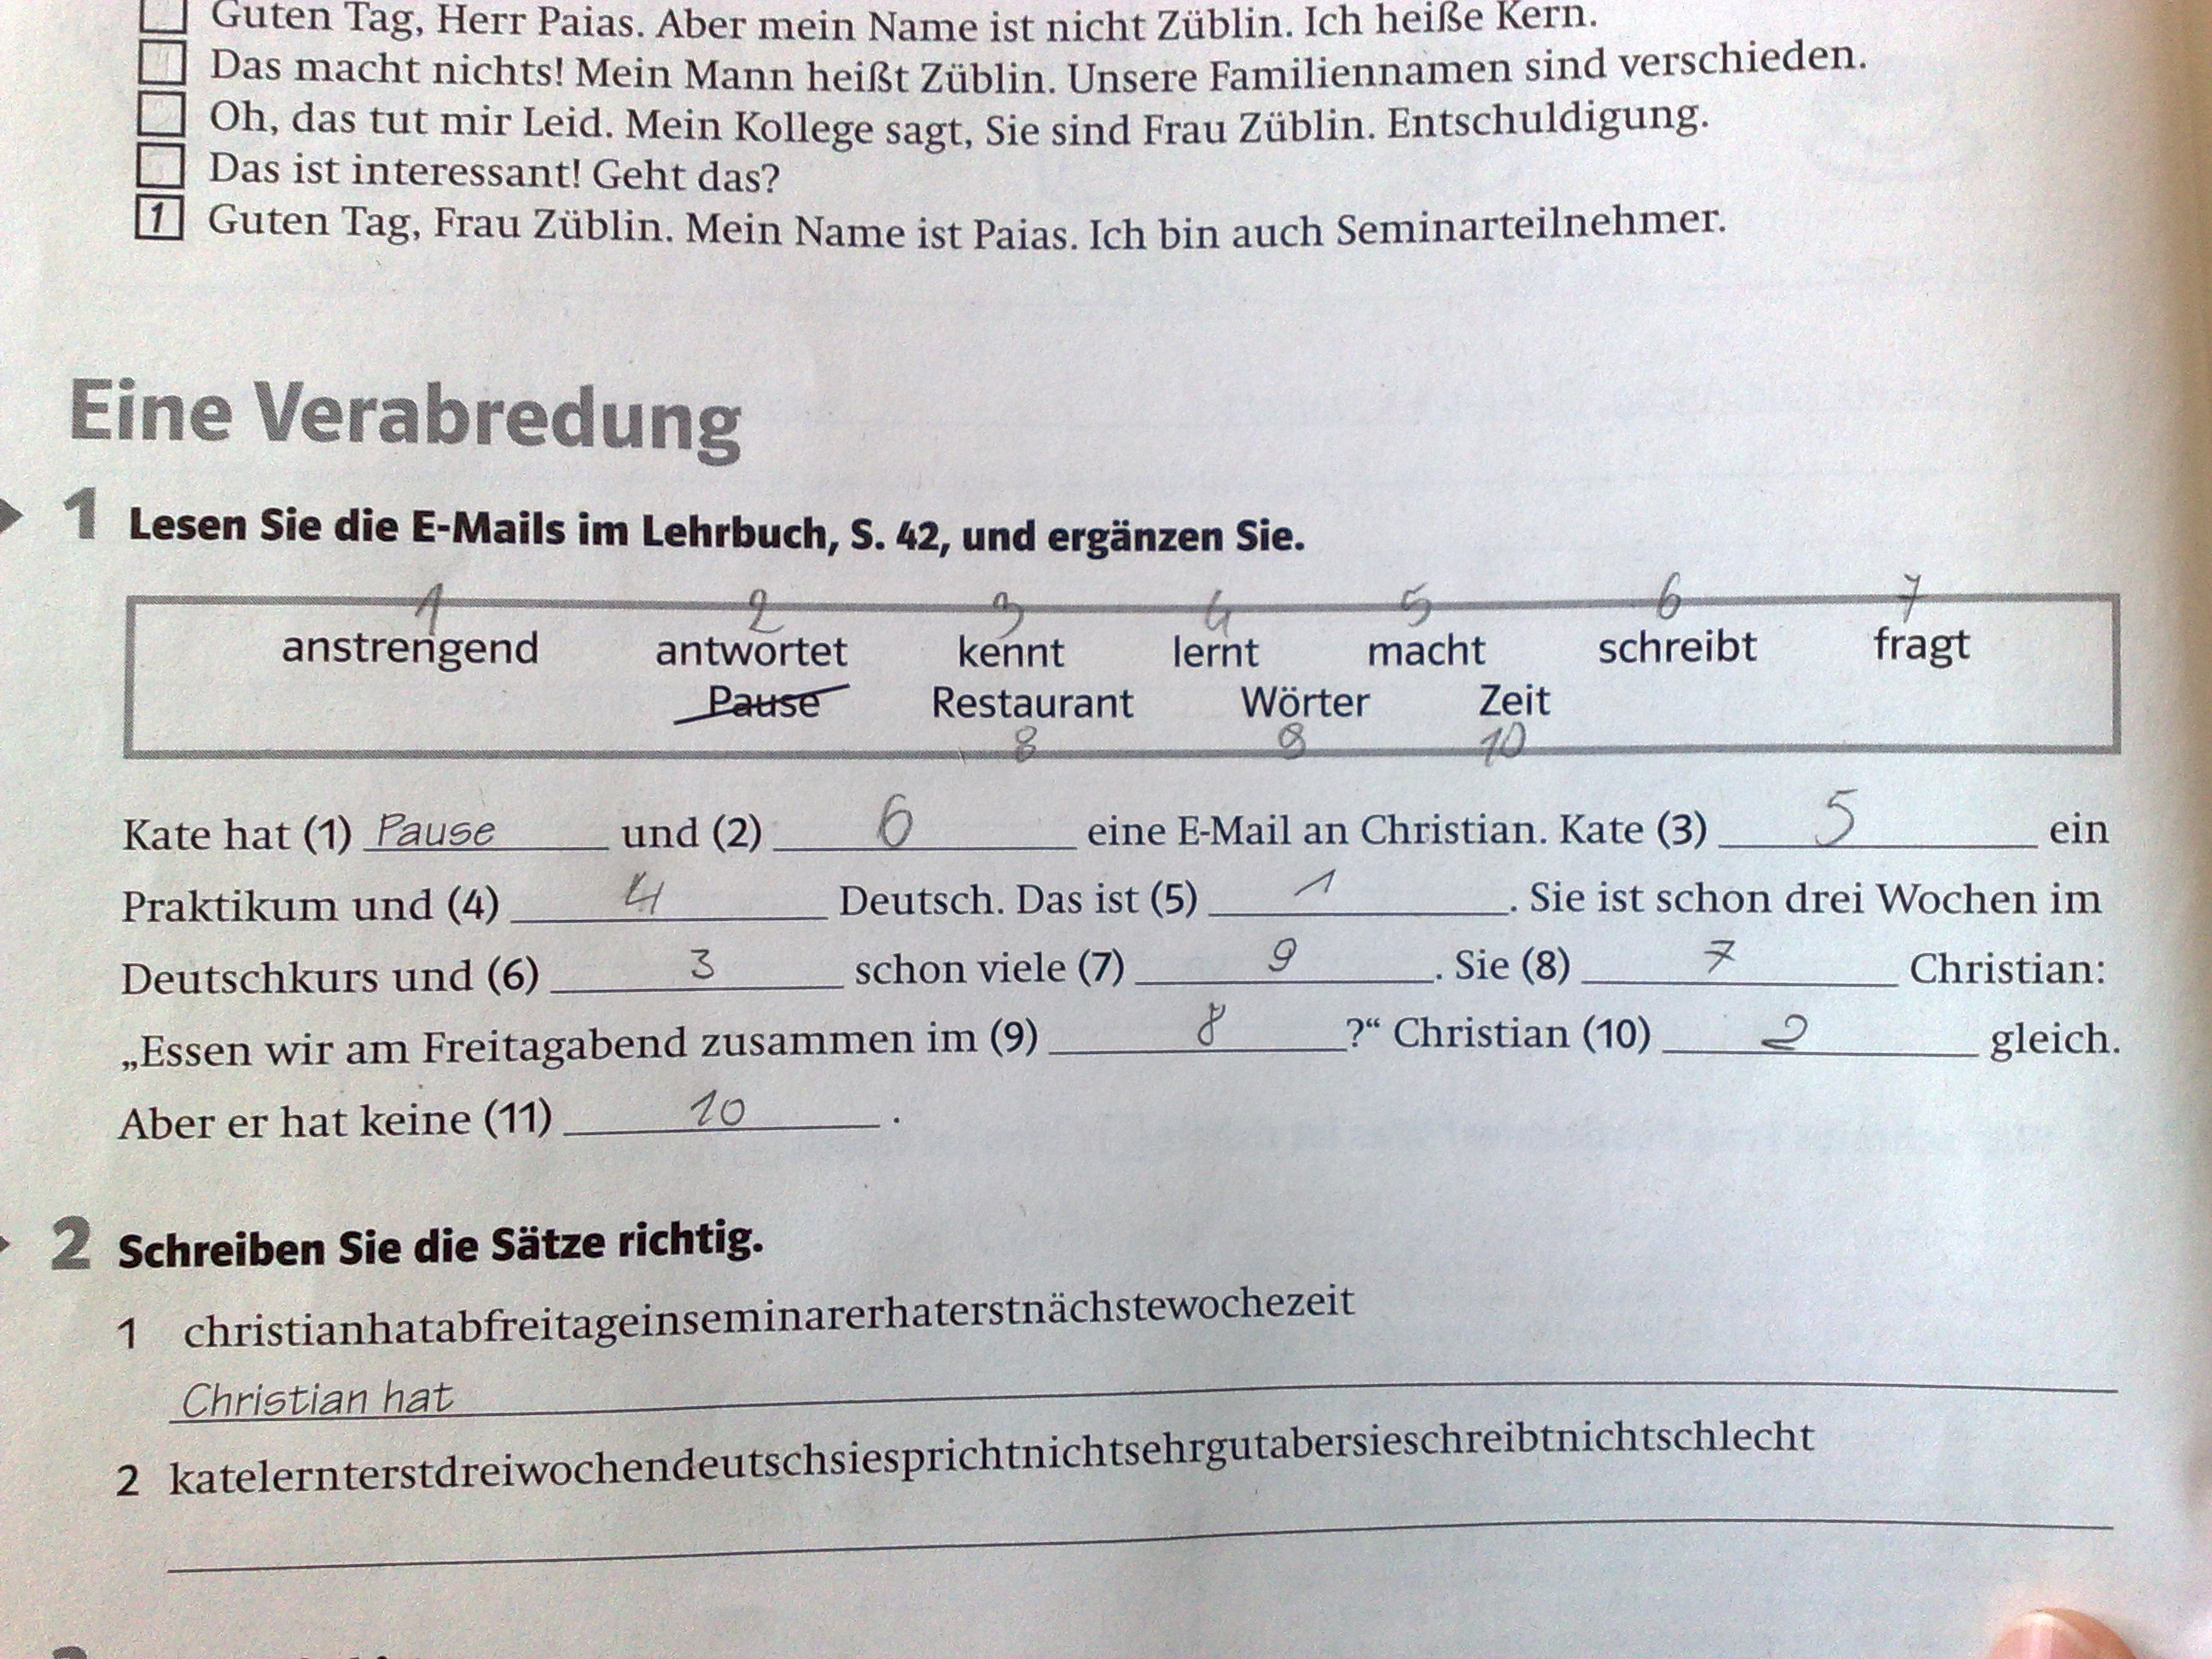 Guten Tag, Herr Paias. Aber mein Name ist nicht Züblin. Ich heiße Kern.
Das macht nichts! Mein Mann heißt Züblin. Unsere Familiennamen sind verschieden.
Oh, das tut mir Leid. Mein Kollege sagt, Sie sind Frau Züblin. Entschuldigung.
Das ist interessant! Geht das?
1 Guten Tag, Frau Züblin. Mein Name ist Paias. Ich bin auch Seminarteilnehmer.
Eine Verabredung
1 Lesen Sie die E-Mails im Lehrbuch, S. 42, und ergänzen Sie.
1 2 3 4 5 6 7
anstrengend antwortet kennt lernt macht schreibt fragt
Pause Restaurant Wörter Zeit
8 9 10
Kate hat (1) Pause und (2) 6 eine E-Mail an Christian. Kate (3) 5 ein
Praktikum und (4) 4 Deutsch. Das ist (5) 1 . Sie ist schon drei Wochen im
Deutschkurs und (6) 3 schon viele (7) 9 . Sie (8) 7 Christian:
„Essen wir am Freitagabend zusammen im (9) 8 ?“ Christian (10) 2 gleich.
Aber er hat keine (11) 10 .
2 Schreiben Sie die Sätze richtig.
1 christianhatabfreitageinseminarerhaterstnächstewochezeit
Christian hat
2 katelernterstdreiwochendeutschsiesprichtnichtsehrgutabersieschreibtnichtschlecht